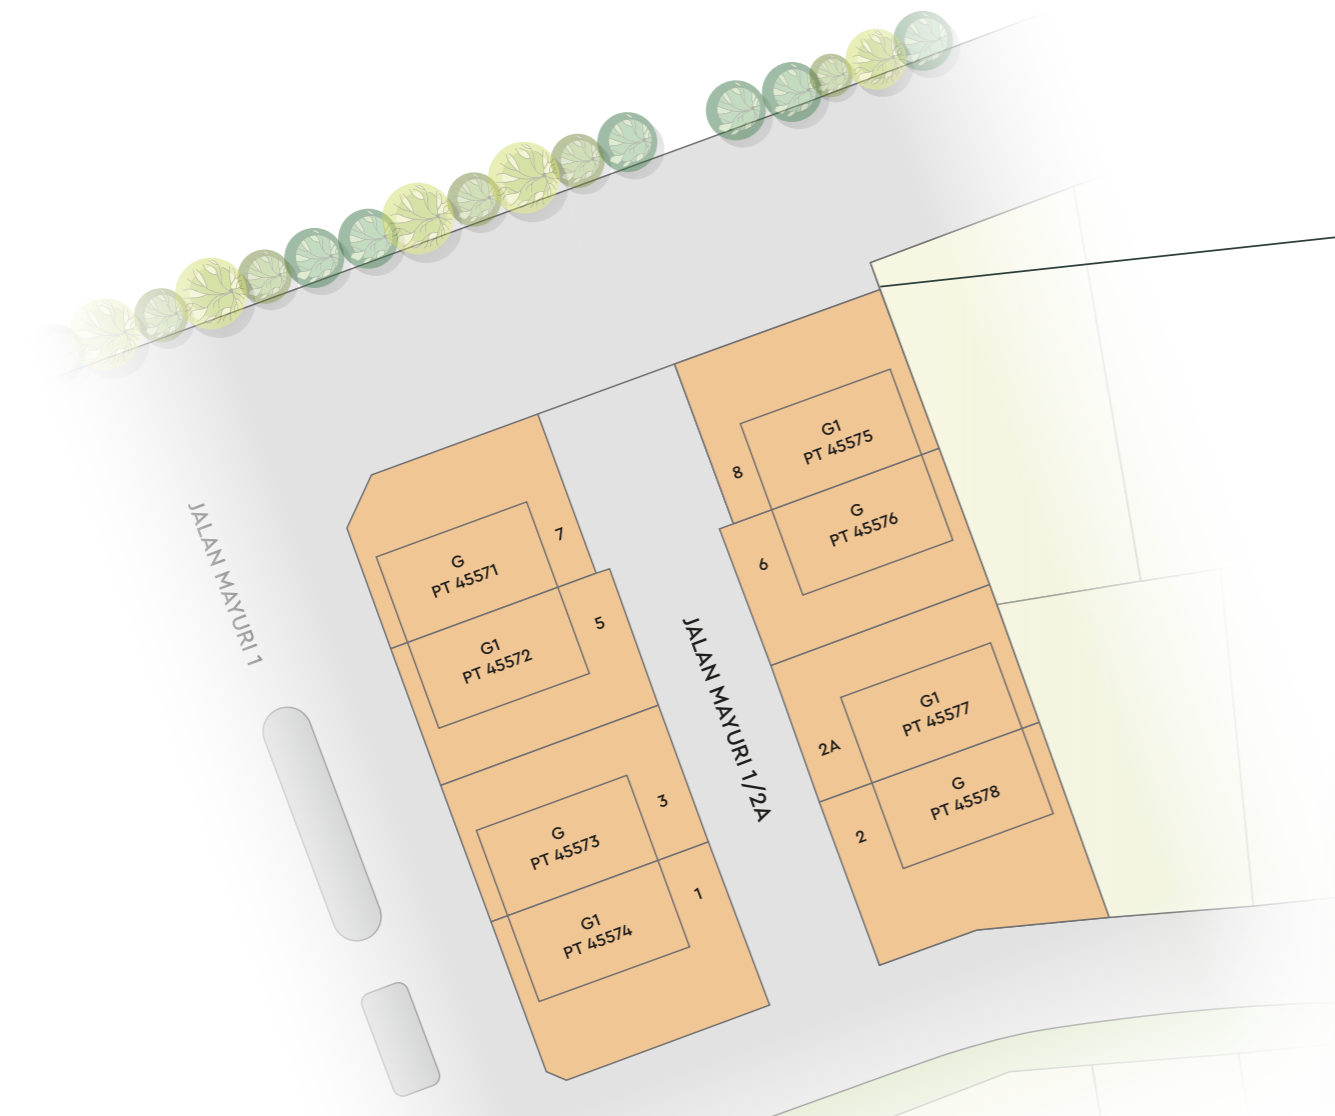 JALAN MAYURI 1
G
PT 45571
7
G1
PT 45572
5
G
PT 45573
3
G1
PT 45574
1
JALAN MAYURI 1/2A
8
G1
PT 45575
6
G
PT 45576
2A
G1
PT 45577
2
G
PT 45578